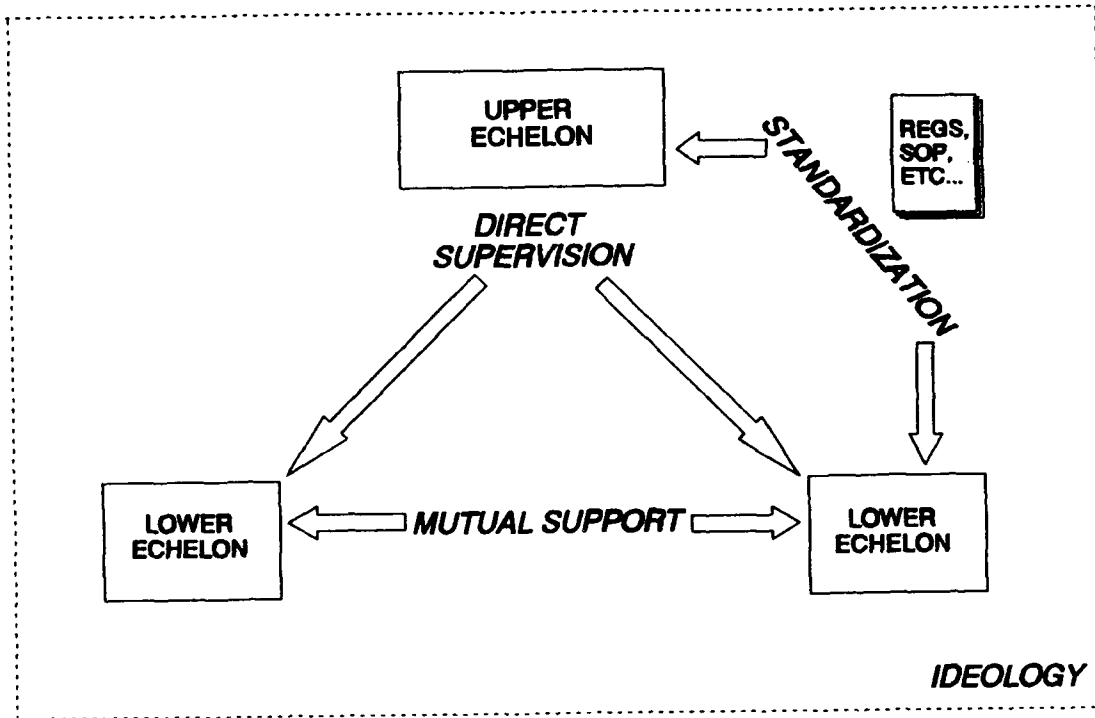 UPPER
ECHELON
STANDARDIZATION
REGS,
SOP,
ETC...
DIRECT
SUPERVISION
LOWER
ECHELON
MUTUAL SUPPORT
LOWER
ECHELON
IDEOLOGY